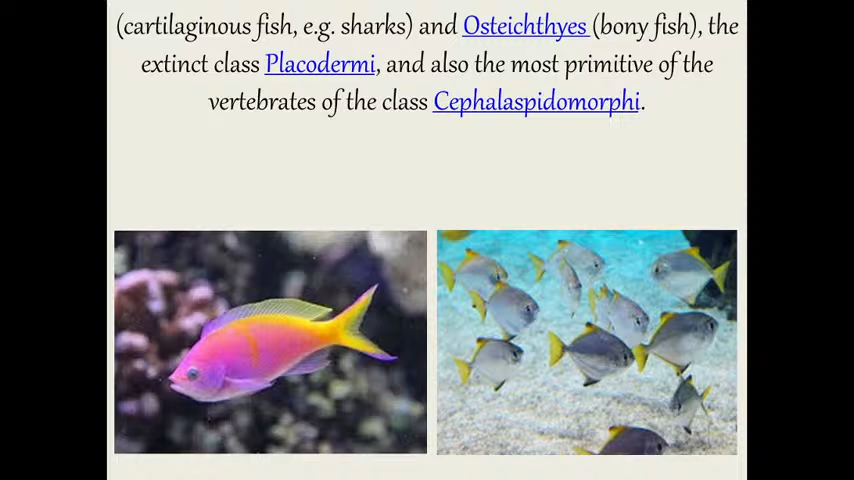 (cartilaginous fish, e.g. sharks) and Osteichthyes (bony fish), the
extinct class Placodermi, and also the most primitive of the
vertebrates of the class Cephalaspidomorphi.